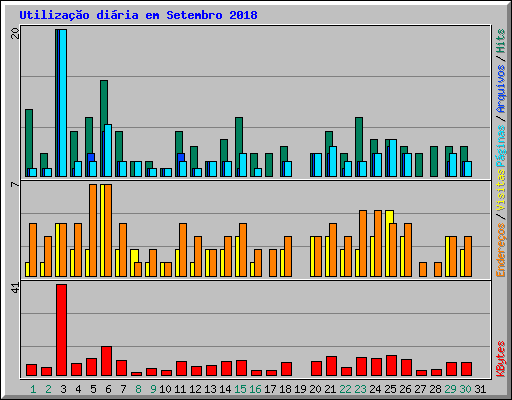 Utilização diária em Setembro 2018
20
7
41
Endereços / Visitas Páginas / Arquivos / Hits
KBytes
1 2 3 4 5 6 7 8 9 10 11 12 13 14 15 16 17 18 19 20 21 22 23 24 25 26 27 28 29 30 31